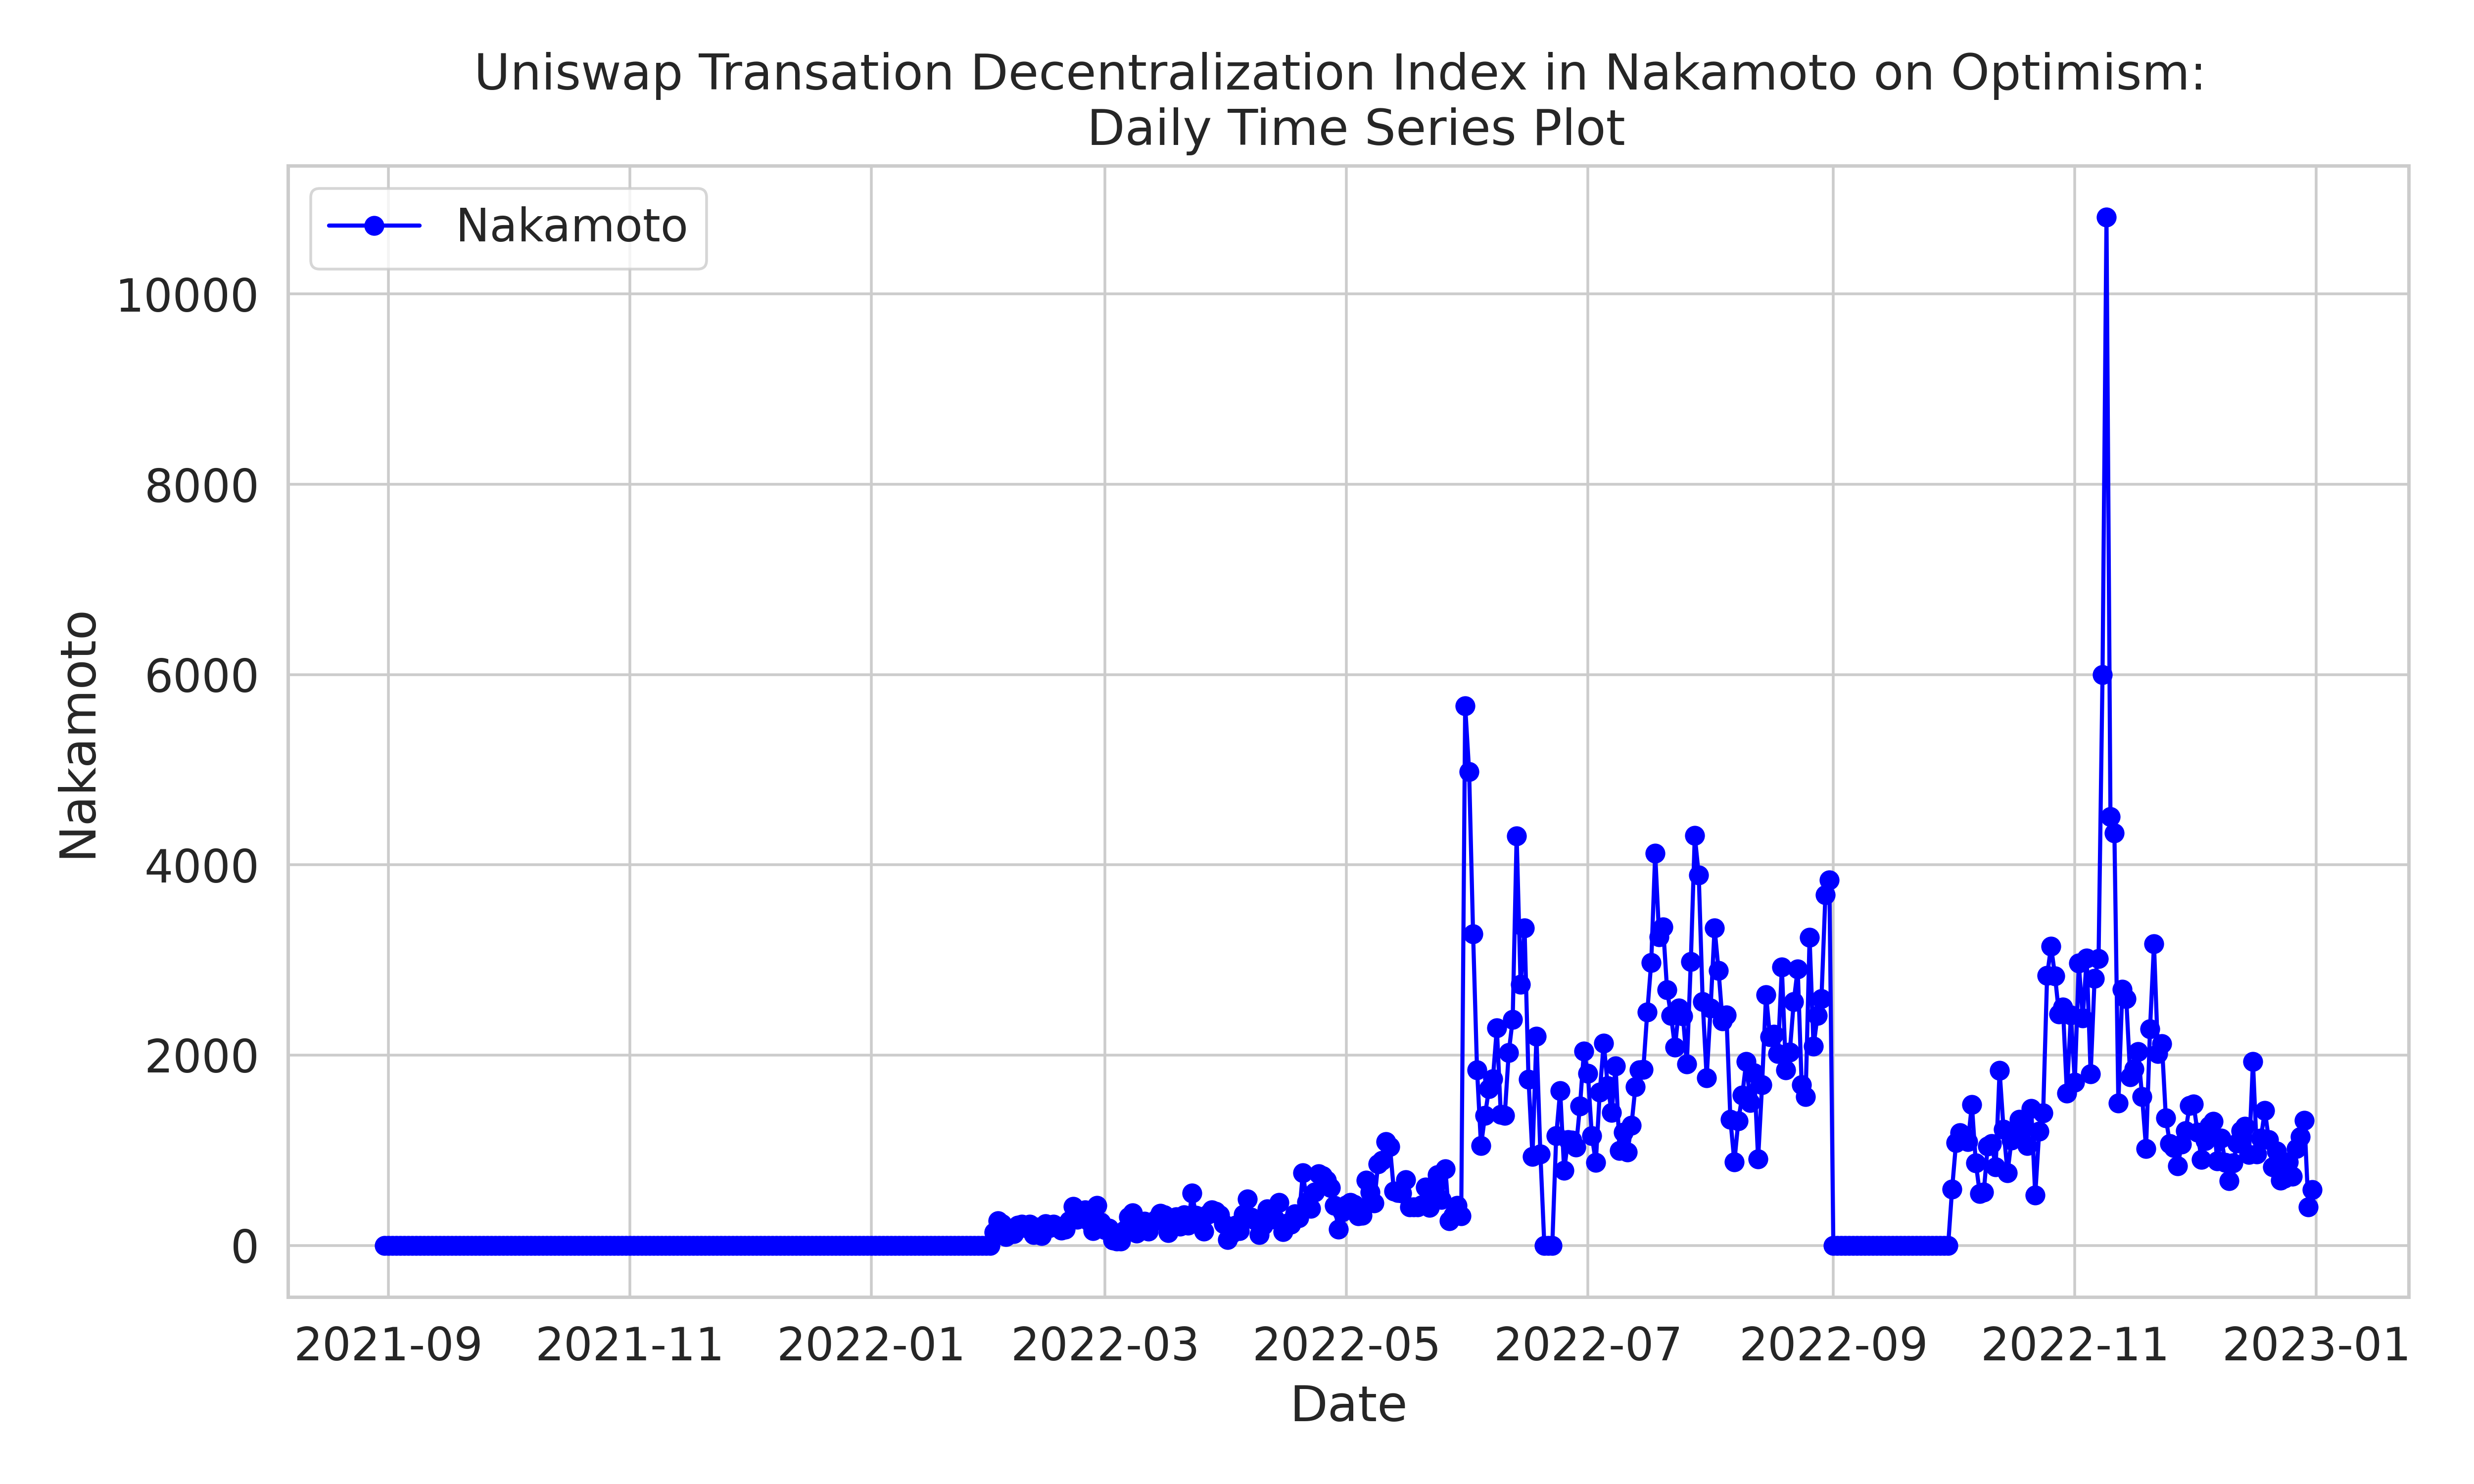 Uniswap Transation Decentralization Index in Nakamoto on Optimism:
Daily Time Series Plot
Nakamoto
10000
8000
6000
4000
2000
0
Nakamoto
2021-09 2021-11 2022-01 2022-03 2022-05 2022-07 2022-09 2022-11 2023-01
Date